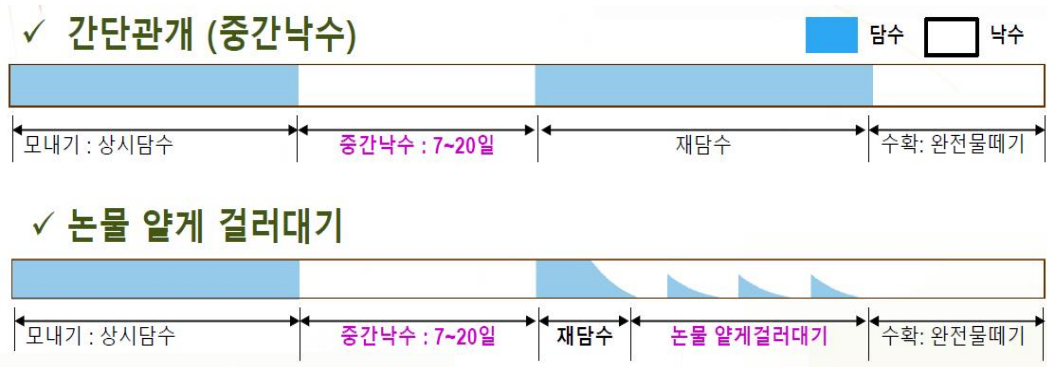 ✓ 간단관개 (중간낙수)
담수 낙수
모내기 : 상시담수 중간낙수 : 7~20일 재담수 수확: 완전물떼기
✓ 논물 얕게 걸러대기
모내기 : 상시담수 중간낙수 : 7~20일 재담수 논물 얕게걸러대기 수확: 완전물떼기